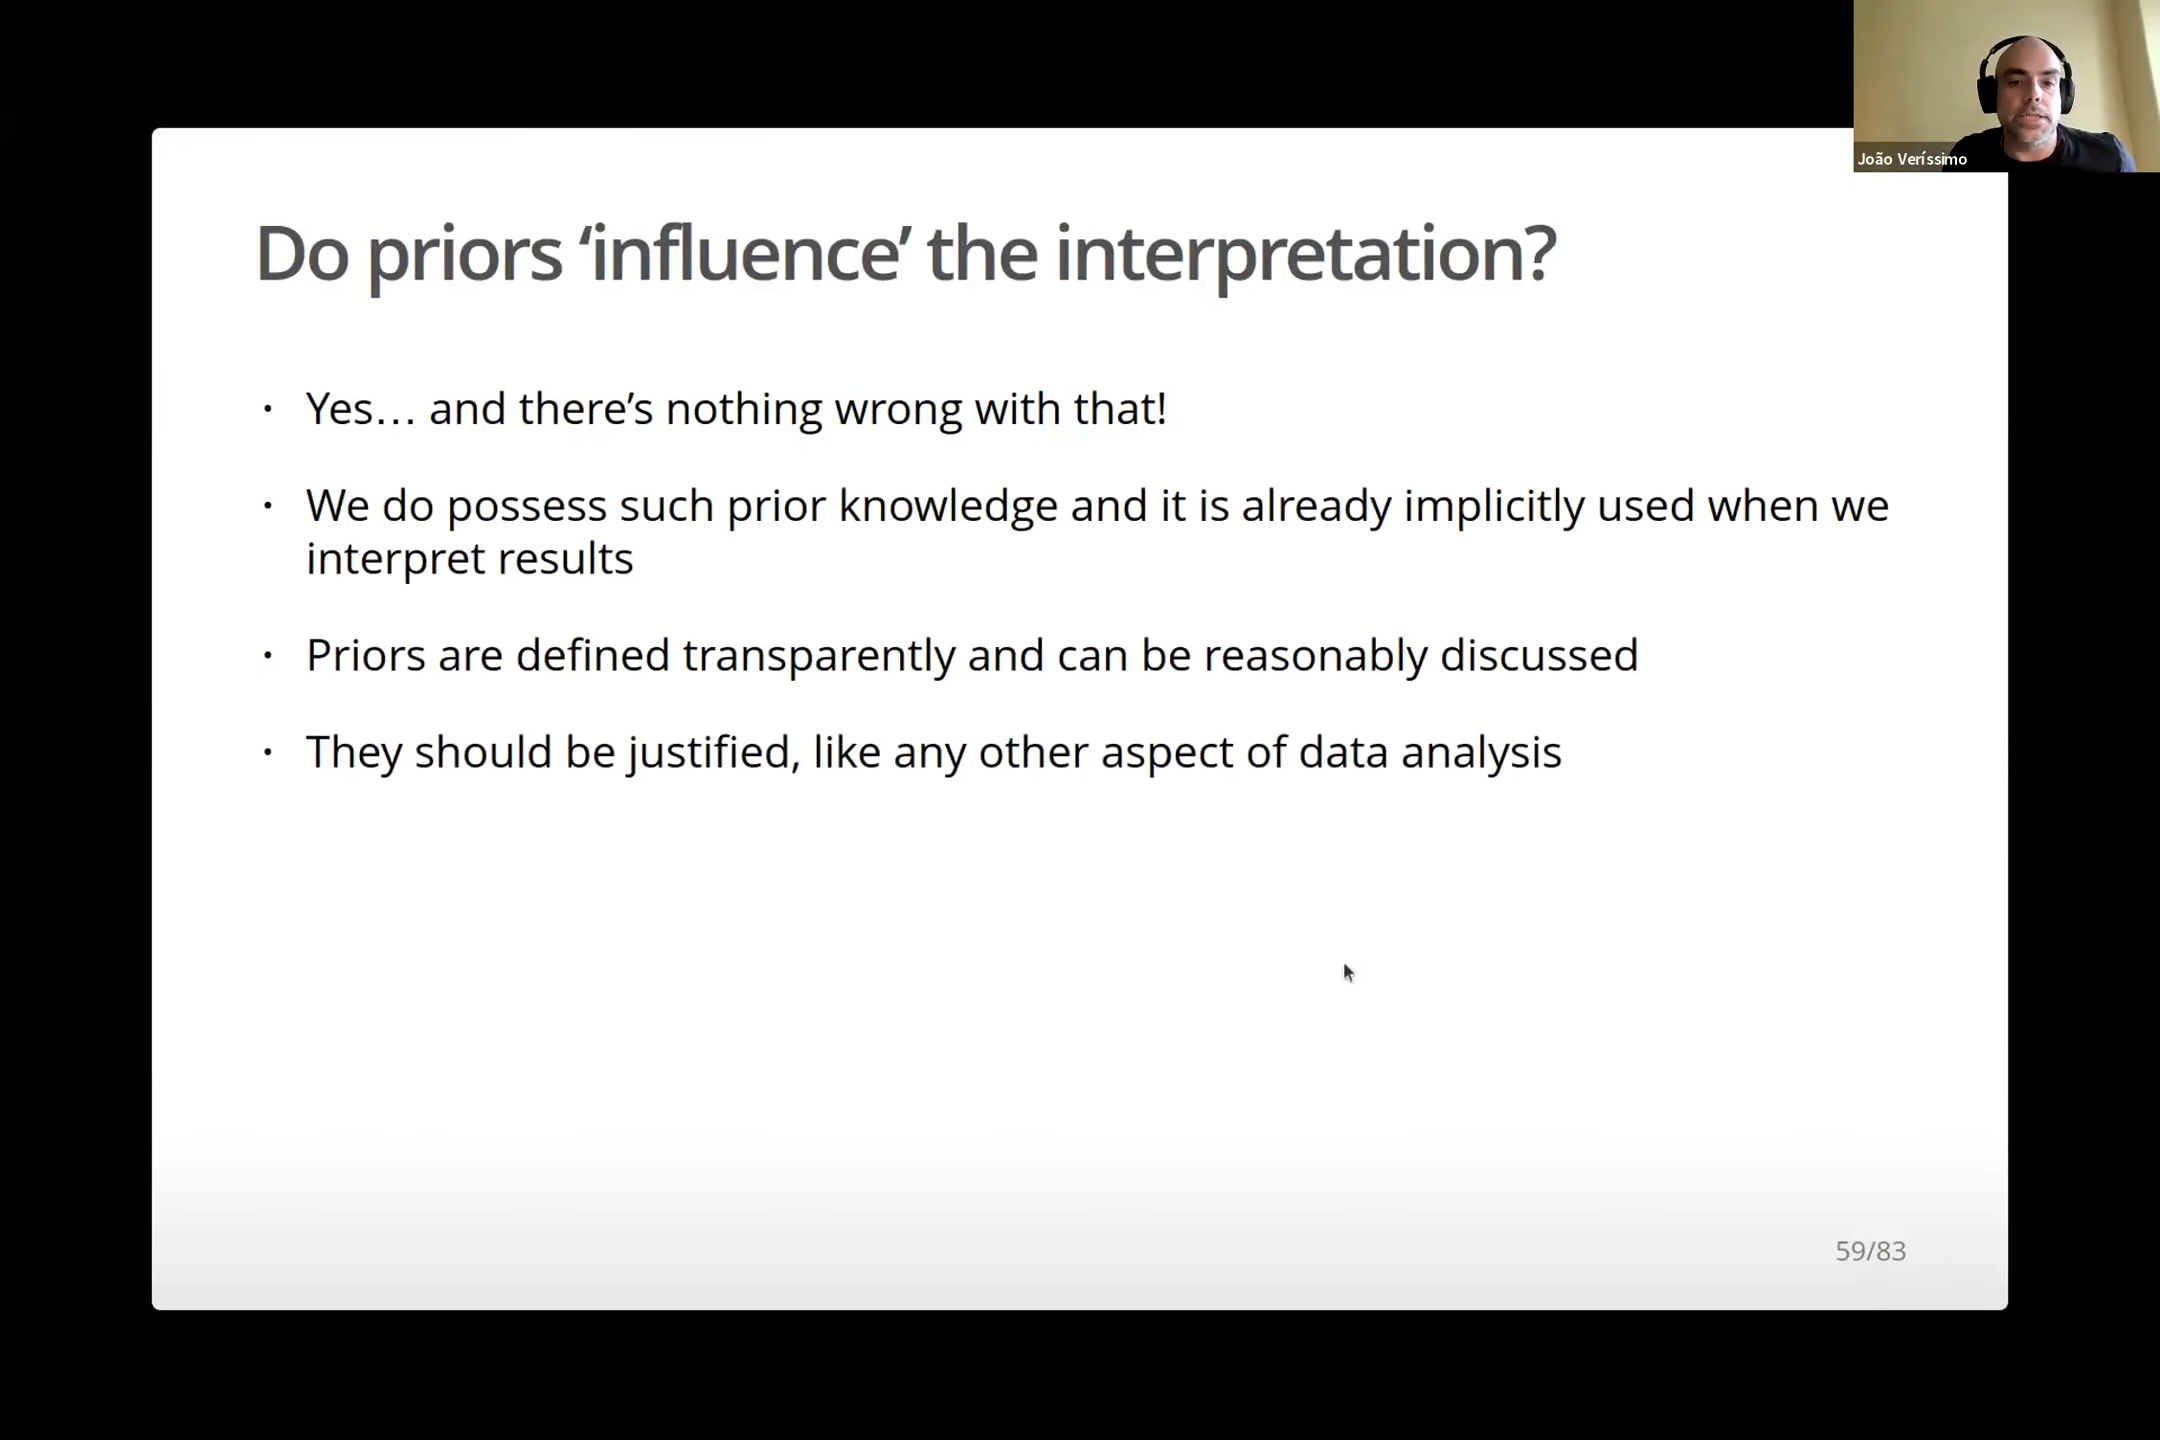 João Veríssimo
Do priors ‘influence’ the interpretation?
• Yes… and there’s nothing wrong with that!
• We do possess such prior knowledge and it is already implicitly used when we
interpret results
• Priors are defined transparently and can be reasonably discussed
• They should be justified, like any other aspect of data analysis
59/83